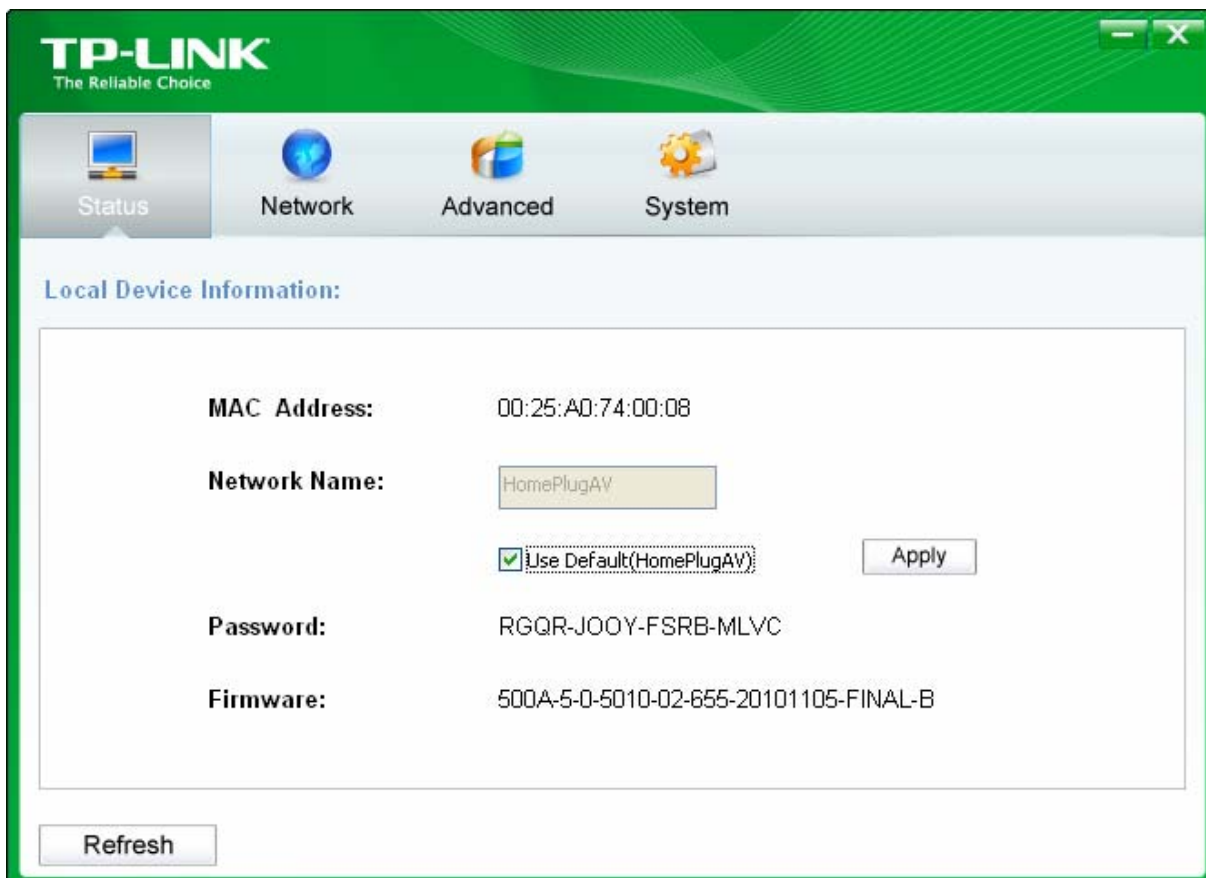 TP-LINK
The Reliable Choice
Status
Network
Advanced
System
Local Device Information:
MAC Address: 00:25:A0:74:00:08
Network Name: HomePlugAV
Use Default(HomePlugAV) Apply
Password: RGQR-JOOY-FSRB-MLVC
Firmware: 500A-5-0-5010-02-655-20101105-FINAL-B
Refresh